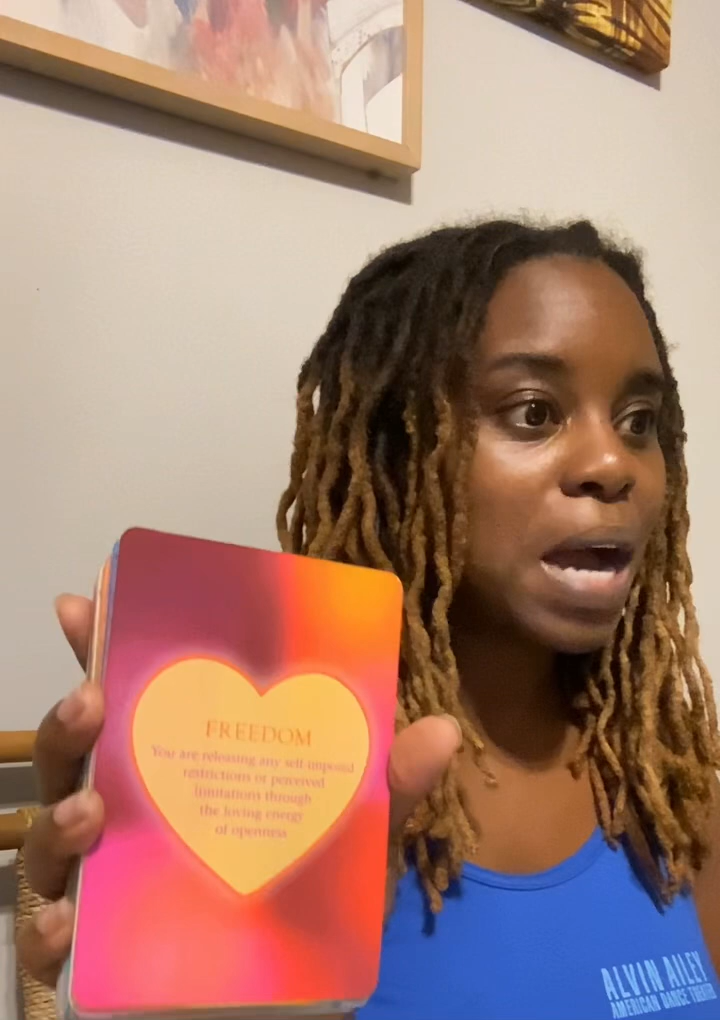 FREEDOM
You are releasing any self imposed
restrictions or perceived
limitations through
the loving energy
of openness
ALVIN AILEY
AMERICAN DANCE THEATER